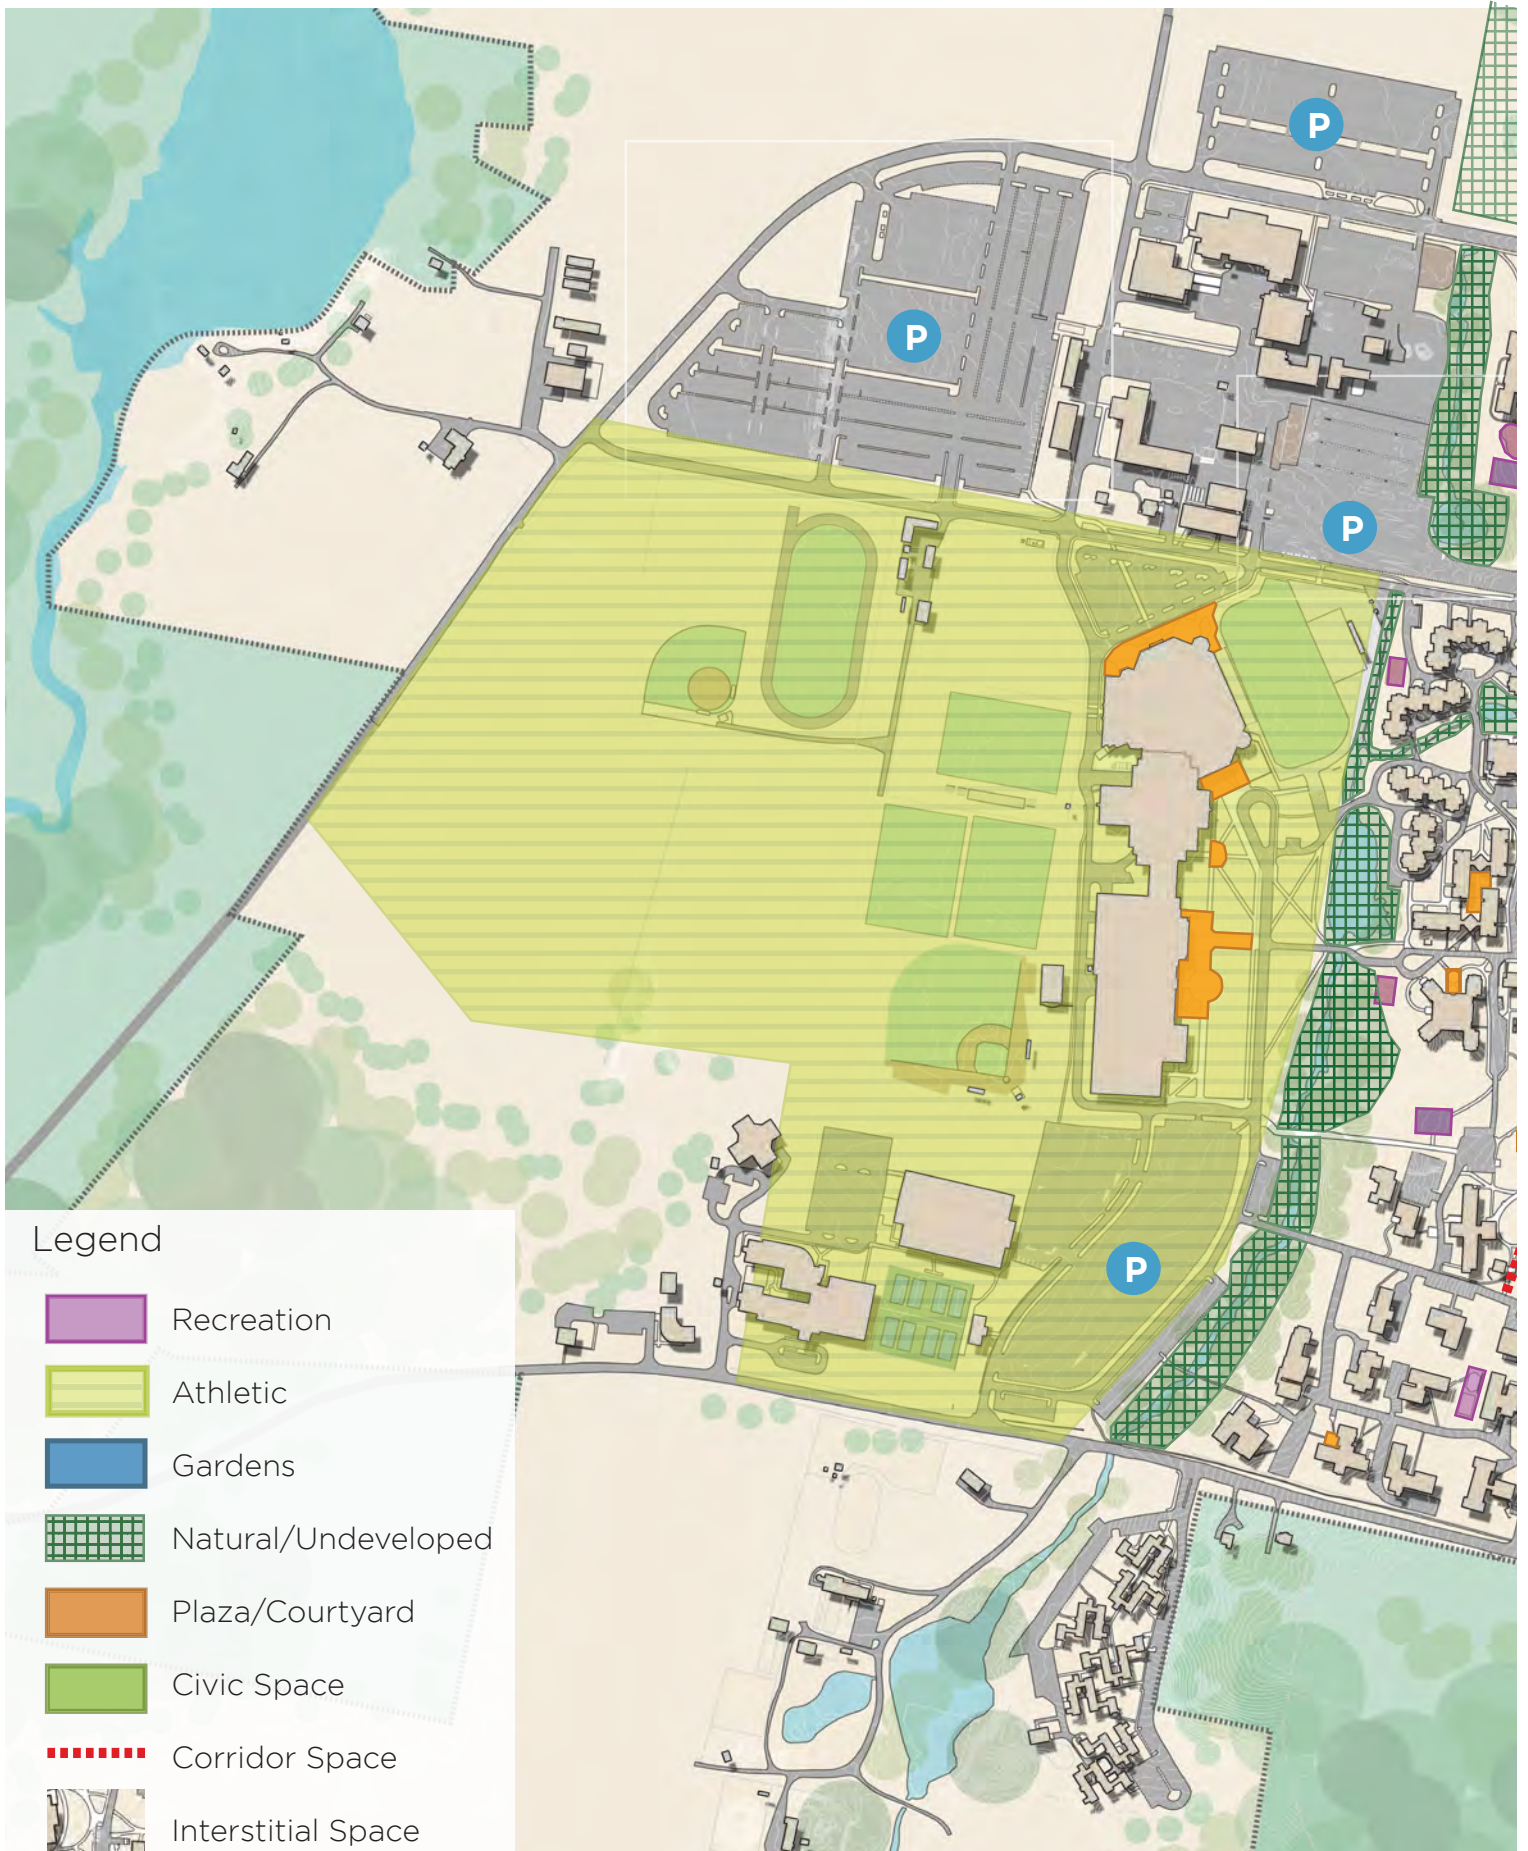 P
P
P
P
Legend
Recreation
Athletic
Gardens
Natural/Undeveloped
Plaza/Courtyard
Civic Space
Corridor Space
Interstitial Space